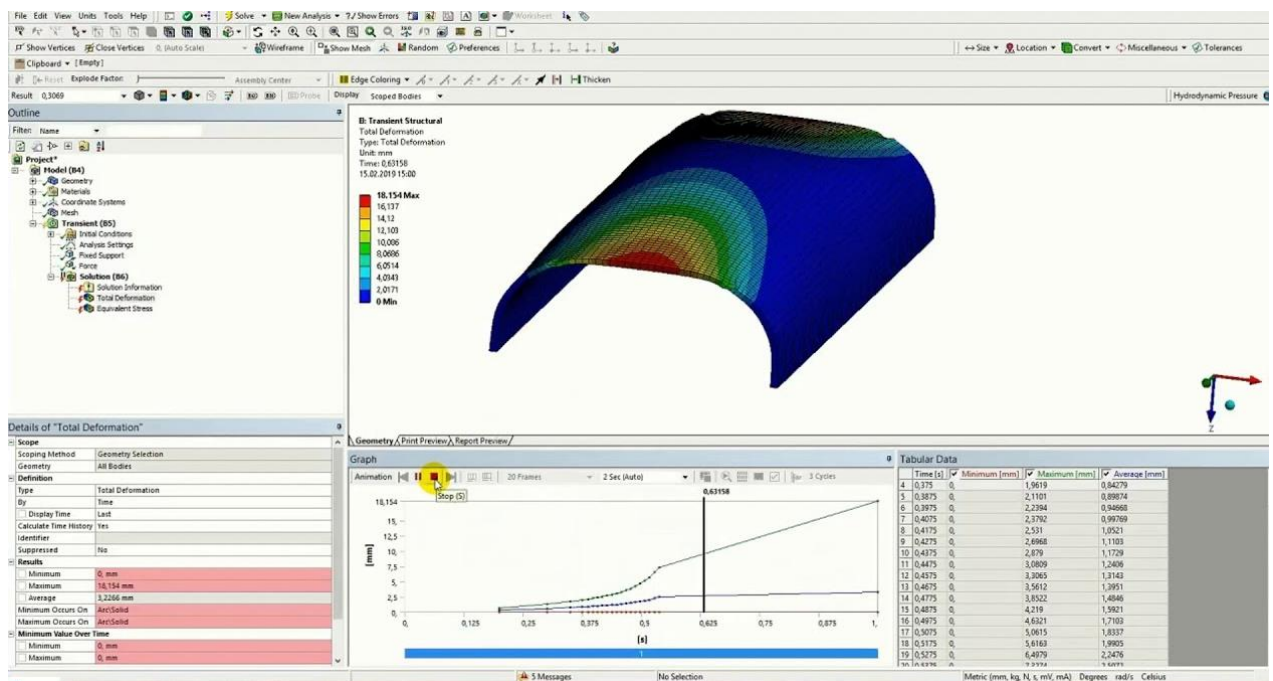 File Edit View Units Tools Help Solve New Analysis ?/ Show Errors Worksheet
Show Vertices Close Vertices 0, (Auto Scale) Wireframe Show Mesh Random Preferences Size Location Convert Miscellaneous Tolerances
Clipboard [Empty]
Reset Explode Factor: Assembly Center Edge Coloring Thicken
Result 0,3069 Probe Display Scoped Bodies Hydrodynamic Pressure
Outline
Filter: Name
Project*
Model (B4)
Geometry
Materials
Coordinate Systems
Mesh
Transient (B5)
Initial Conditions
Analysis Settings
Fixed Support
Force
Solution (B6)
Solution Information
Total Deformation
Equivalent Stress
B: Transient Structural
Total Deformation
Type: Total Deformation
Unit: mm
Time: 0,63158
15.02.2019 15:00
18,154 Max
16,137
14,12
12,103
10,086
8,0686
6,0514
4,0343
2,0171
0 Min
Z
Geometry Print Preview Report Preview
Details of "Total Deformation"
Scope
Scoping Method Geometry Selection
Geometry All Bodies
Definition
Type Total Deformation
By Time
Display Time Last
Calculate Time History Yes
Identifier
Suppressed No
Results
Minimum 0, mm
Maximum 18,154 mm
Average 3,2266 mm
Minimum Occurs On Arc\Solid
Maximum Occurs On Arc\Solid
Minimum Value Over Time
Minimum 0, mm
Maximum 0, mm
Graph
Animation 20 Frames 2 Sec (Auto) 3 Cycles
Stop (S)
0,63158
18,154
15,
12,5
10,
7,5
5,
2,5
0,
[mm]
0, 0,125 0,25 0,375 0,5 0,625 0,75 0,875 1,
[s]
1
Tabular Data
Time [s] Minimum [mm] Maximum [mm] Average [mm]
4 0,375 0, 1,9619 0,84279
5 0,3875 0, 2,1101 0,89874
6 0,3975 0, 2,2394 0,94668
7 0,4075 0, 2,3792 0,99769
8 0,4175 0, 2,531 1,0521
9 0,4275 0, 2,6968 1,1103
10 0,4375 0, 2,879 1,1729
11 0,4475 0, 3,0809 1,2406
12 0,4575 0, 3,3065 1,3143
13 0,4675 0, 3,5612 1,3951
14 0,4775 0, 3,8522 1,4846
15 0,4875 0, 4,219 1,5921
16 0,4975 0, 4,6321 1,7103
17 0,5075 0, 5,0615 1,8337
18 0,5175 0, 5,6163 1,9905
19 0,5275 0, 6,4979 2,2476
5 Messages No Selection Metric (mm, kg, N, s, mV, mA) Degrees rad/s Celsius